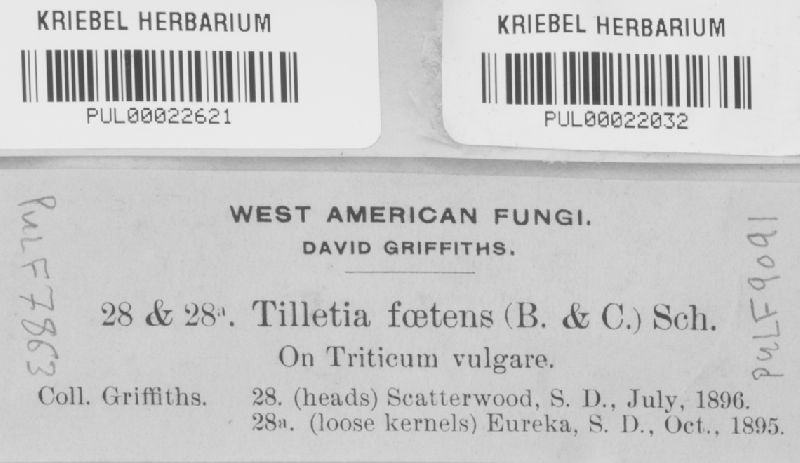 KRIEBEL HERBARIUM
PUL00022621
KRIEBEL HERBARIUM
PUL00022032
PULF7863
WEST AMERICAN FUNGI.
DAVID GRIFFITHS.
28 & 28a. Tilletia fœtens (B. & C.) Sch.
On Triticum vulgare.
Coll. Griffiths. 28. (heads) Scatterwood, S. D., July, 1896.
28a. (loose kernels) Eureka, S. D., Oct., 1895.
PULF9091